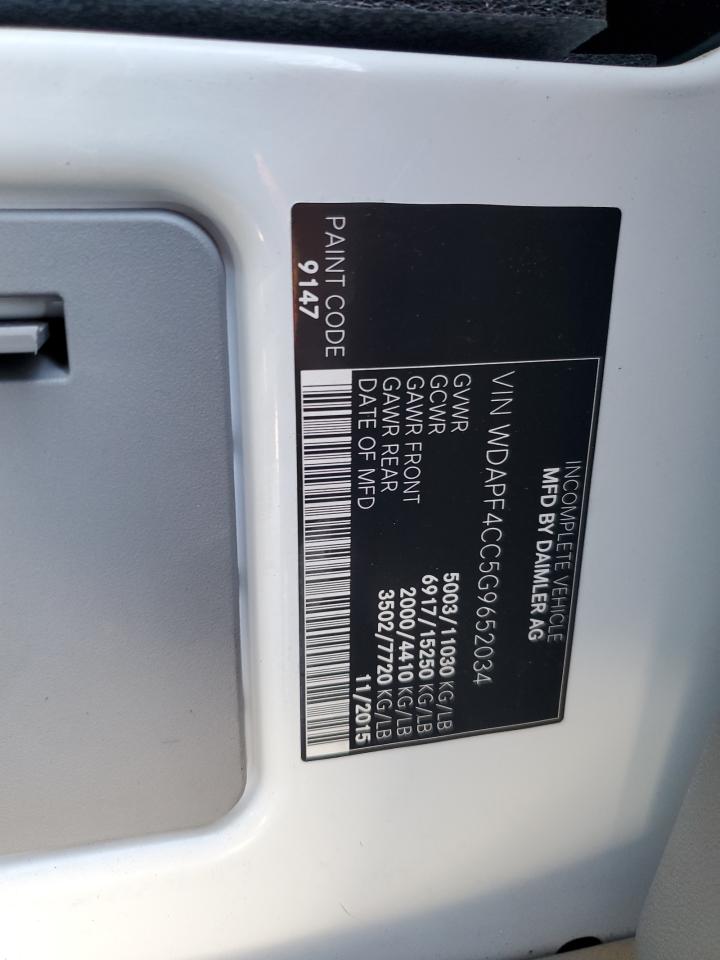 INCOMPLETE VEHICLE
MFD BY DAIMLER AG
VIN WDAPF4CC5G9652034
GVWR 5003/11030 KG/LB
GCWR 6917/15250 KG/LB
GAWR FRONT 2000/4410 KG/LB
GAWR REAR 3502/7720 KG/LB
DATE OF MFD 11/2015
PAINT CODE
9147